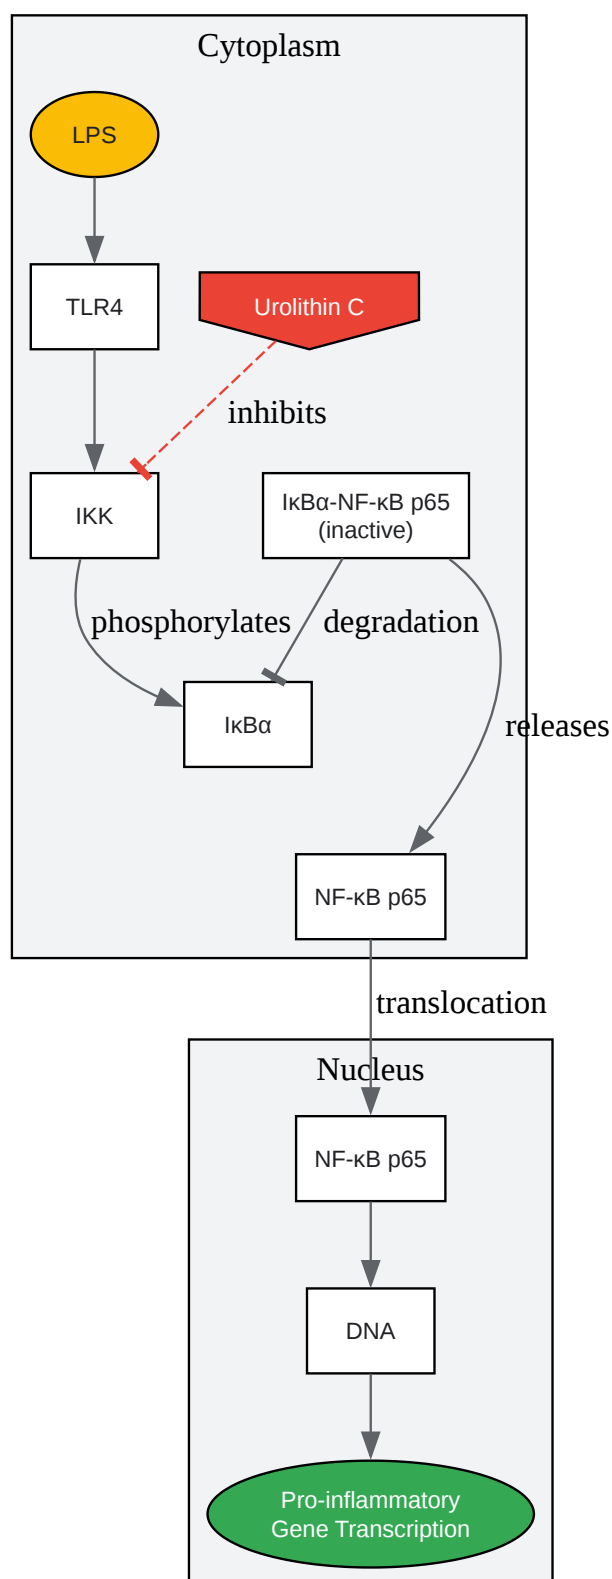 Cytoplasm
LPS
TLR4
Urolithin C
inhibits
IKK
IκBα-NF-κB p65
(inactive)
phosphorylates
degradation
IκBα
releases
NF-κB p65
translocation
Nucleus
NF-κB p65
DNA
Pro-inflammatory
Gene Transcription